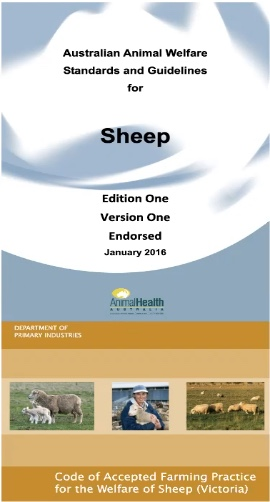 Australian Animal Welfare
Standards and Guidelines
for
Sheep
Edition One
Version One
Endorsed
January 2016
AnimalHealth
AUSTRALIA
DEPARTMENT OF
PRIMARY INDUSTRIES
Code of Accepted Farming Practice
for the Welfare of Sheep (Victoria)